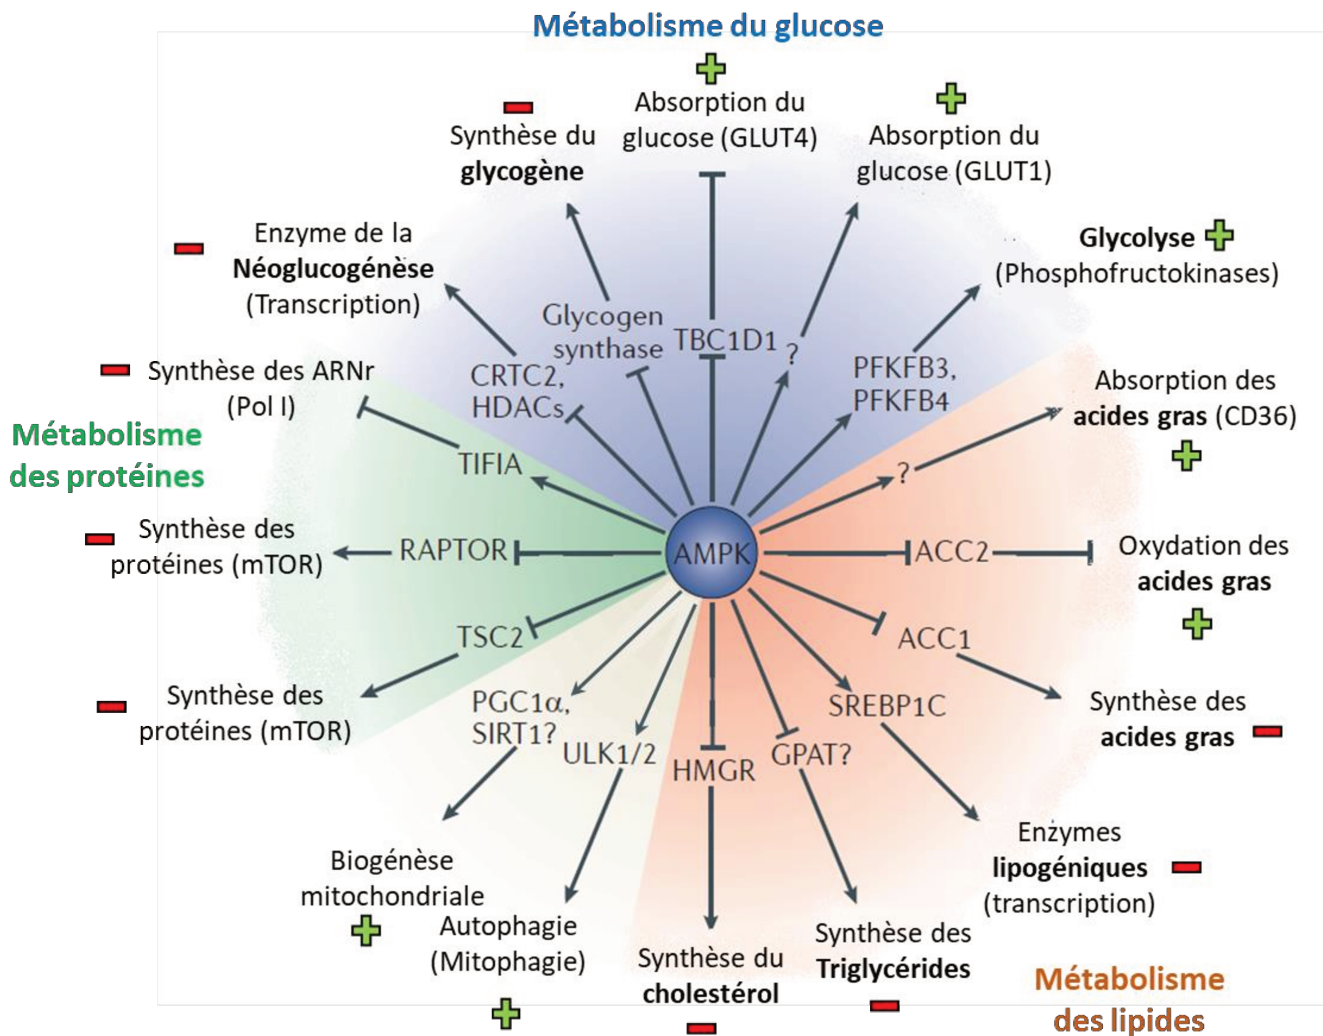 Métabolisme du glucose
Absorption du
glucose (GLUT4)
Absorption du
glucose (GLUT1)
Synthèse du
glycogène
Enzyme de la
Néoglucogénèse
(Transcription)
Glycolyse
(Phosphofructokinases)
Glycogen
synthase
TBC1D1
?
PFKFB3,
PFKFB4
CRTC2,
HDACs
Synthèse des ARNr
(Pol I)
Absorption des
acides gras (CD36)
Métabolisme
des protéines
TIFIA
?
Synthèse des
protéines (mTOR)
RAPTOR
AMPK
ACC2
Oxydation des
acides gras
TSC2
ACC1
Synthèse des
protéines (mTOR)
PGC1α,
SIRT1?
ULK1/2
HMGR
GPAT?
SREBP1C
Synthèse des
acides gras
Biogénèse
mitochondriale
Autophagie
(Mitophagie)
Synthèse du
cholestérol
Synthèse des
Triglycérides
Enzymes
lipogéniques
(transcription)
Métabolisme
des lipides